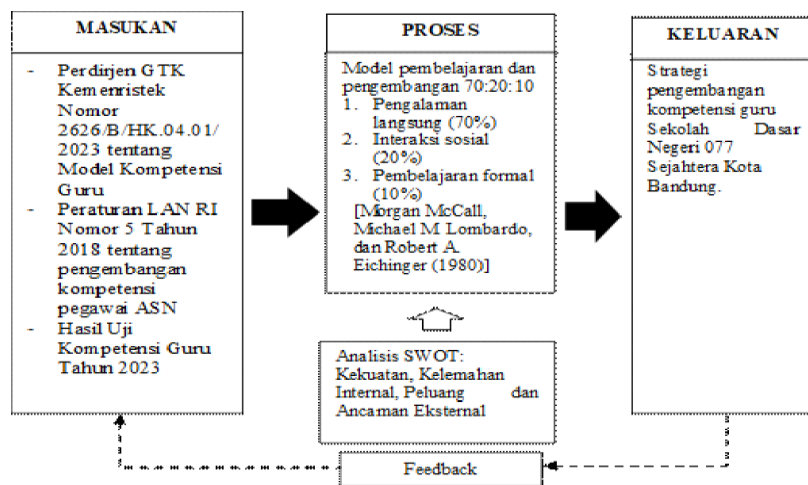 MASUKAN
- Perdirjen GTK
Kemenristek
Nomor
2626/B/HK.04.01/
2023 tentang
Model Kompetensi
Guru
- Peraturan LAN RI
Nomor 5 Tahun
2018 tentang
pengembangan
kompetensi
pegawai ASN
- Hasil Uji
Kompetensi Guru
Tahun 2023
PROSES
Model pembelajaran dan
pengembangan 70:20:10
1. Pengalaman
langsung (70%)
2. Interaksi sosial
(20%)
3. Pembelajaran formal
(10%)
[Morgan McCall,
Michael M. Lombardo,
dan Robert A.
Eichinger (1980)]
Analisis SWOT:
Kekuatan, Kelemahan
Internal, Peluang dan
Ancaman Eksternal
KELUARAN
Strategi
pengembangan
kompetensi guru
Sekolah Dasar
Negeri 077
Sejahtera Kota
Bandung.
Feedback